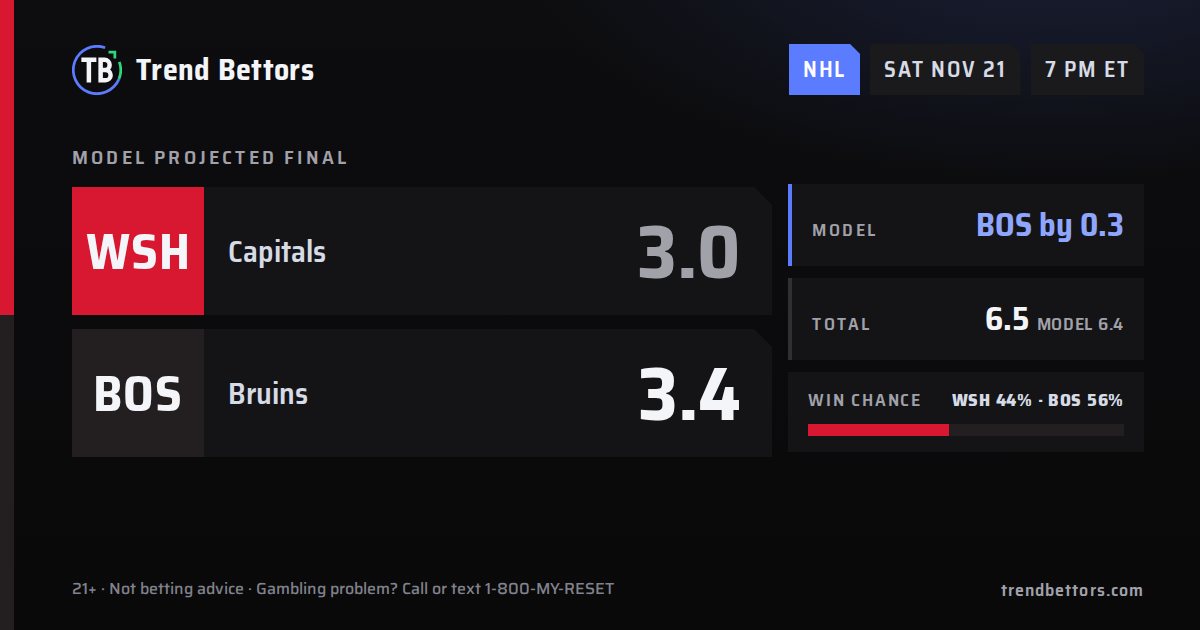 TB Trend Bettors
NHL SAT NOV 21 7 PM ET
MODEL PROJECTED FINAL
WSH Capitals 3.0
BOS Bruins 3.4
MODEL BOS by 0.3
TOTAL 6.5 MODEL 6.4
WIN CHANCE WSH 44% · BOS 56%
21+ · Not betting advice · Gambling problem? Call or text 1-800-MY-RESET
trendbettors.com